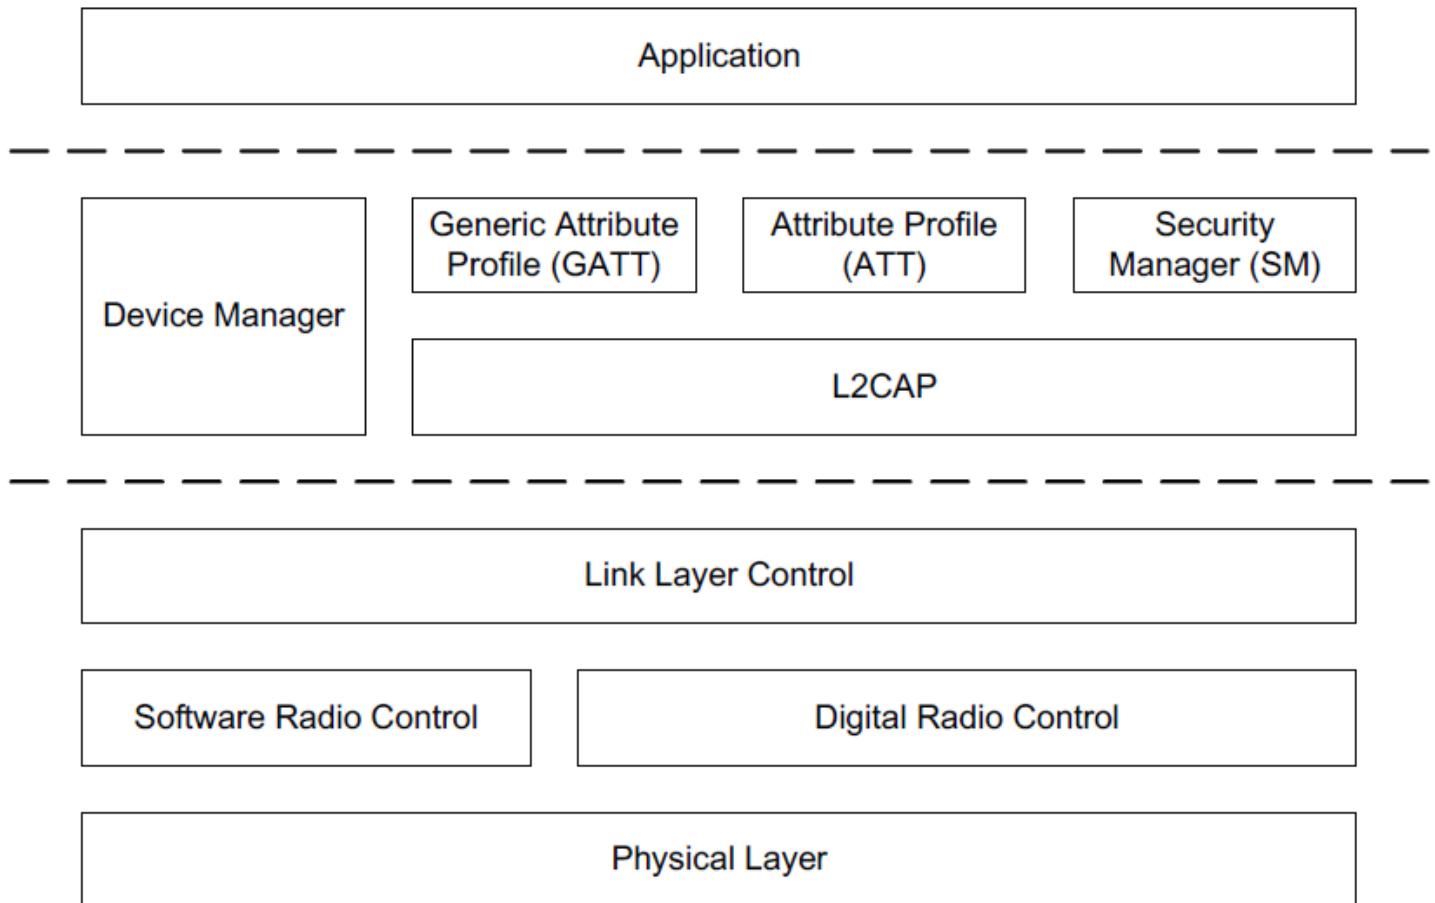 Application
Generic Attribute
Profile (GATT)
Attribute Profile
(ATT)
Security
Manager (SM)
Device Manager
L2CAP
Link Layer Control
Software Radio Control
Digital Radio Control
Physical Layer